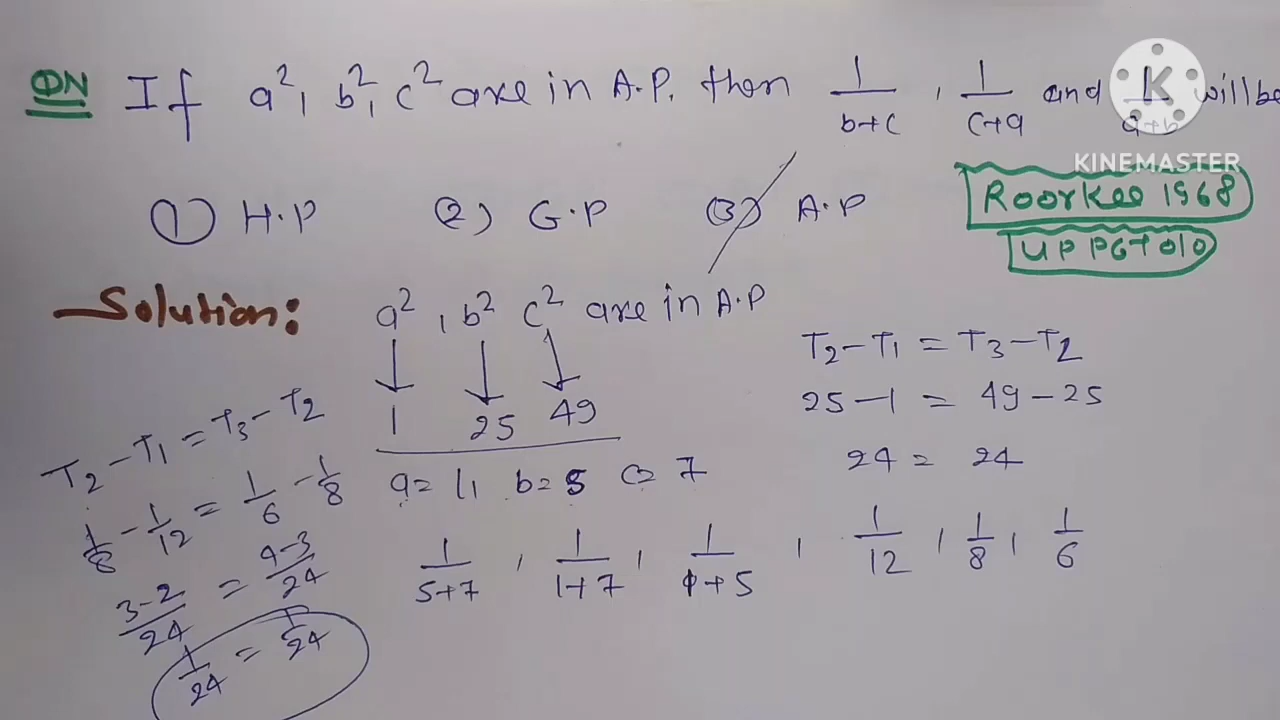 QN If a², b², c² are in A.P. then 1/b+c , 1/c+a and 1/a+b will be
K
KINEMASTER
① H.P (2) G.P (3) A.P
Roorkee 1968
UP PGT 010
Solution: a², b² c² are in A.P
1 25 49
a=1, b=5 c=7
1/5+7 , 1/1+7 , 1/1+5 , 1/12 , 1/8 , 1/6
T₂-T₁ = T₃-T₂
25-1 = 49-25
24 = 24
T₂-T₁ = T₃-T₂
1/8 - 1/12 = 1/6 - 1/8
3-2/24 = 4-3/24
1/24 = 1/24